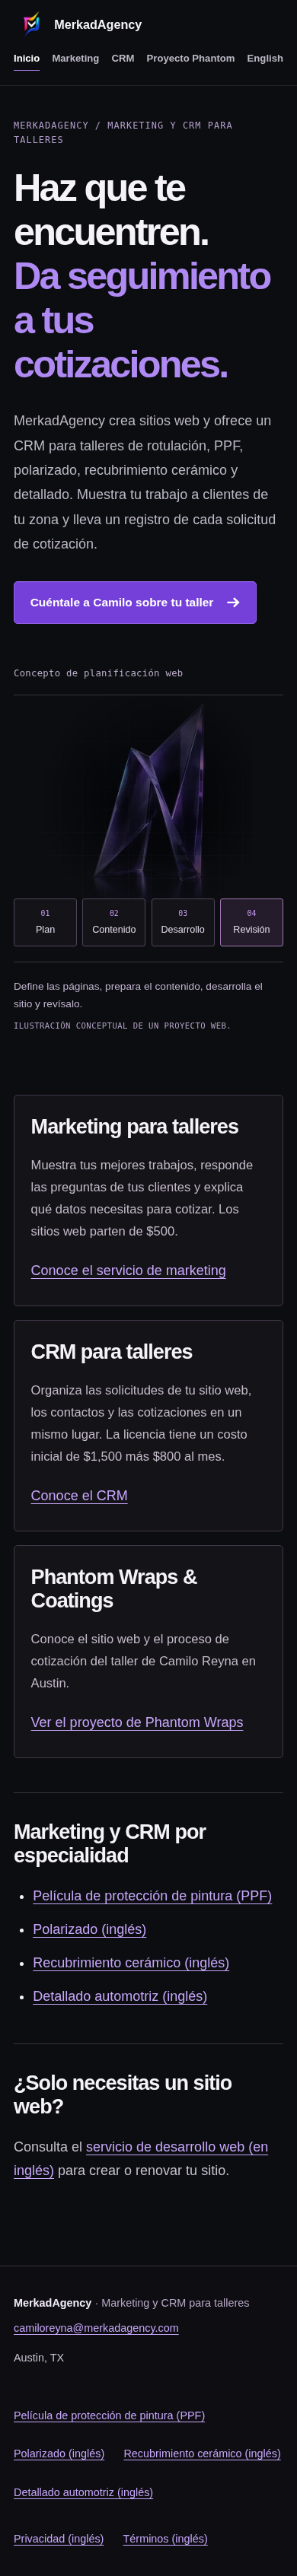 MerkadAgency
Inicio Marketing CRM Proyecto Phantom English
MERKADAGENCY / MARKETING Y CRM PARA
TALLERES
Haz que te
encuentren.
Da seguimiento
a tus
cotizaciones.
MerkadAgency crea sitios web y ofrece un
CRM para talleres de rotulación, PPF,
polarizado, recubrimiento cerámico y
detallado. Muestra tu trabajo a clientes de
tu zona y lleva un registro de cada solicitud
de cotización.
Cuéntale a Camilo sobre tu taller →
Concepto de planificación web
01 02 03 04
Plan Contenido Desarrollo Revisión
Define las páginas, prepara el contenido, desarrolla el
sitio y revísalo.
ILUSTRACIÓN CONCEPTUAL DE UN PROYECTO WEB.
Marketing para talleres
Muestra tus mejores trabajos, responde
las preguntas de tus clientes y explica
qué datos necesitas para cotizar. Los
sitios web parten de $500.
Conoce el servicio de marketing
CRM para talleres
Organiza las solicitudes de tu sitio web,
los contactos y las cotizaciones en un
mismo lugar. La licencia tiene un costo
inicial de $1,500 más $800 al mes.
Conoce el CRM
Phantom Wraps &
Coatings
Conoce el sitio web y el proceso de
cotización del taller de Camilo Reyna en
Austin.
Ver el proyecto de Phantom Wraps
Marketing y CRM por
especialidad
• Película de protección de pintura (PPF)
• Polarizado (inglés)
• Recubrimiento cerámico (inglés)
• Detallado automotriz (inglés)
¿Solo necesitas un sitio
web?
Consulta el servicio de desarrollo web (en
inglés) para crear o renovar tu sitio.
MerkadAgency · Marketing y CRM para talleres
camiloreyna@merkadagency.com
Austin, TX
Película de protección de pintura (PPF)
Polarizado (inglés) Recubrimiento cerámico (inglés)
Detallado automotriz (inglés)
Privacidad (inglés) Términos (inglés)